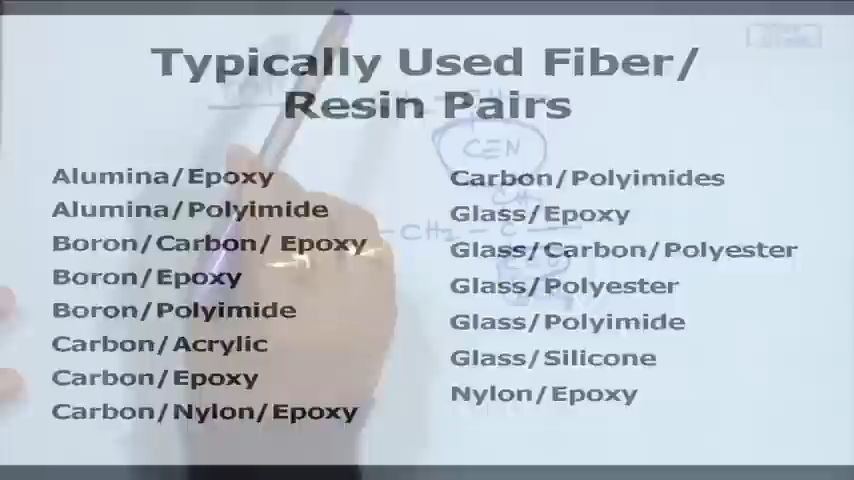 Typically Used Fiber/
Resin Pairs
Alumina/Epoxy
Alumina/Polyimide
Boron/Carbon/ Epoxy
Boron/Epoxy
Boron/Polyimide
Carbon/Acrylic
Carbon/Epoxy
Carbon/Nylon/Epoxy
Carbon/Polyimides
Glass/Epoxy
Glass/Carbon/Polyester
Glass/Polyester
Glass/Polyimide
Glass/Silicone
Nylon/Epoxy
C≡N
-CH₂-C